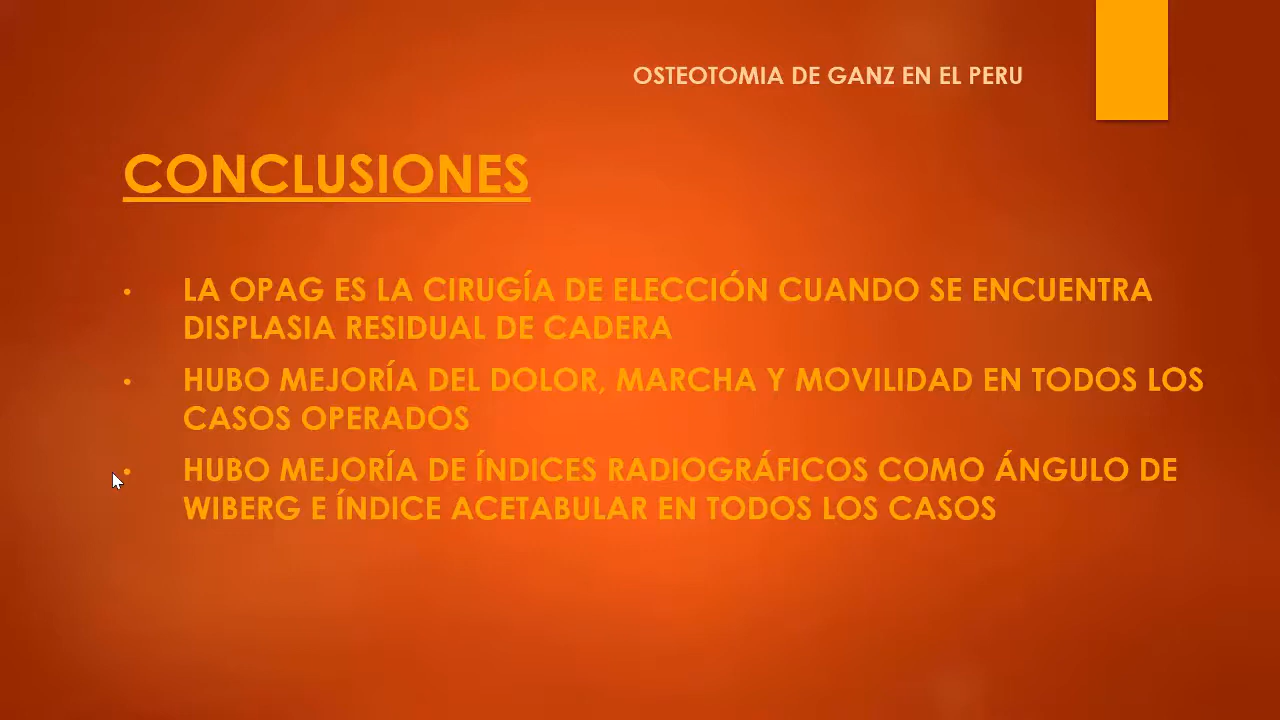 OSTEOTOMIA DE GANZ EN EL PERU
CONCLUSIONES
• LA OPAG ES LA CIRUGÍA DE ELECCIÓN CUANDO SE ENCUENTRA
DISPLASIA RESIDUAL DE CADERA
• HUBO MEJORÍA DEL DOLOR, MARCHA Y MOVILIDAD EN TODOS LOS
CASOS OPERADOS
• HUBO MEJORÍA DE ÍNDICES RADIOGRÁFICOS COMO ÁNGULO DE
WIBERG E ÍNDICE ACETABULAR EN TODOS LOS CASOS